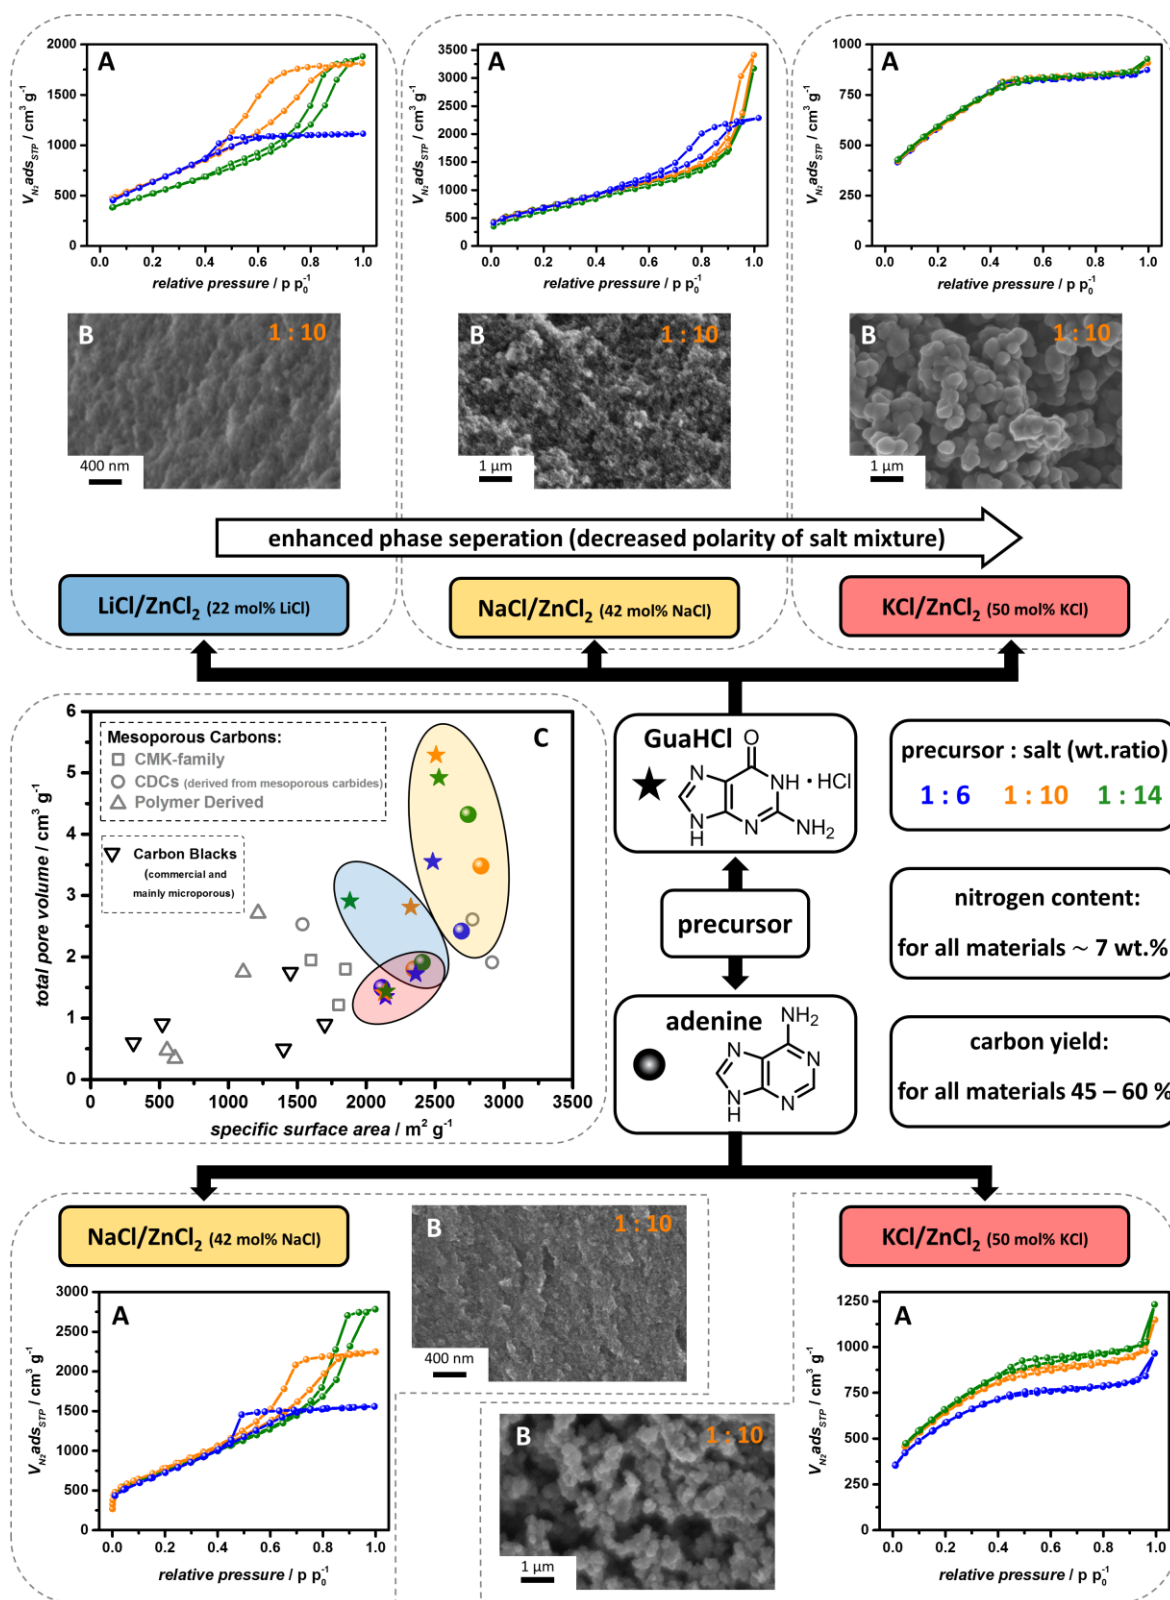 A
2000
1500
1000
500
0
V_N2 ads_STP / cm³ g⁻¹
0.0 0.2 0.4 0.6 0.8 1.0
relative pressure / p p₀⁻¹
A
3500
3000
2500
2000
1500
1000
500
0
V_N2 ads_STP / cm³ g⁻¹
0.0 0.2 0.4 0.6 0.8 1.0
relative pressure / p p₀⁻¹
A
1000
750
500
250
0
V_N2 ads_STP / cm³ g⁻¹
0.0 0.2 0.4 0.6 0.8 1.0
relative pressure / p p₀⁻¹
B 1 : 10
400 nm
B 1 : 10
1 µm
B 1 : 10
1 µm
enhanced phase seperation (decreased polarity of salt mixture)
LiCl/ZnCl₂ (22 mol% LiCl)
NaCl/ZnCl₂ (42 mol% NaCl)
KCl/ZnCl₂ (50 mol% KCl)
C
6
5
4
3
2
1
0
total pore volume / cm³ g⁻¹
Mesoporous Carbons:
CMK-family
CDCs (derived from mesoporous carbides)
Polymer Derived
Carbon Blacks
(commercial and
mainly microporous)
0 500 1000 1500 2000 2500 3000 3500
specific surface area / m² g⁻¹
GuaHCl
O
N
NH · HCl
N
H
N
NH₂
precursor
adenine
NH₂
N
N
N
H
N
precursor : salt (wt.ratio)
1 : 6 1 : 10 1 : 14
nitrogen content:
for all materials ~ 7 wt.%
carbon yield:
for all materials 45 – 60 %
NaCl/ZnCl₂ (42 mol% NaCl)
B 1 : 10
400 nm
KCl/ZnCl₂ (50 mol% KCl)
A
3000
2500
2000
1500
1000
500
0
V_N2 ads_STP / cm³ g⁻¹
0.0 0.2 0.4 0.6 0.8 1.0
relative pressure / p p₀⁻¹
B 1 : 10
1 µm
A
1250
1000
750
500
250
0
V_N2 ads_STP / cm³ g⁻¹
0.0 0.2 0.4 0.6 0.8 1.0
relative pressure / p p₀⁻¹